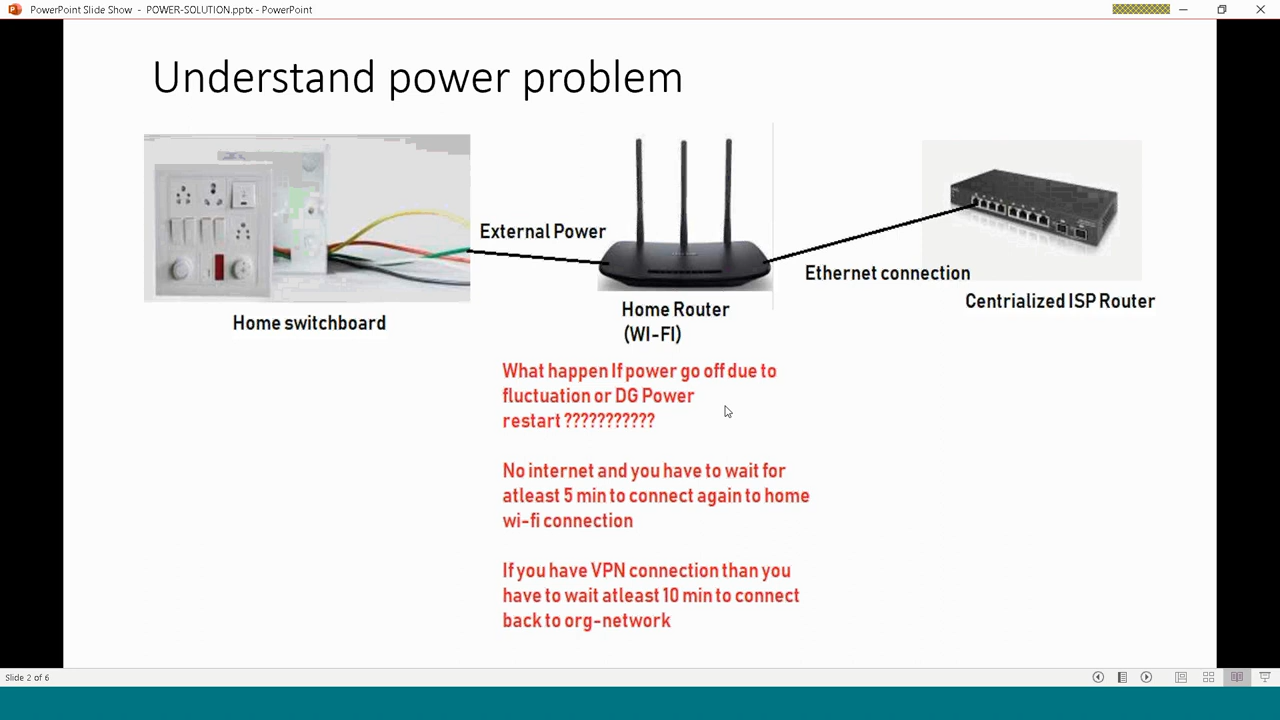 PowerPoint Slide Show - POWER-SOLUTION.pptx - PowerPoint
Understand power problem
External Power
Ethernet connection
Home switchboard
Home Router
(WI-FI)
Centrialized ISP Router
What happen If power go off due to
fluctuation or DG Power
restart ???????????
No internet and you have to wait for
atleast 5 min to connect again to home
wi-fi connection
If you have VPN connection than you
have to wait atleast 10 min to connect
back to org-network
Slide 2 of 6